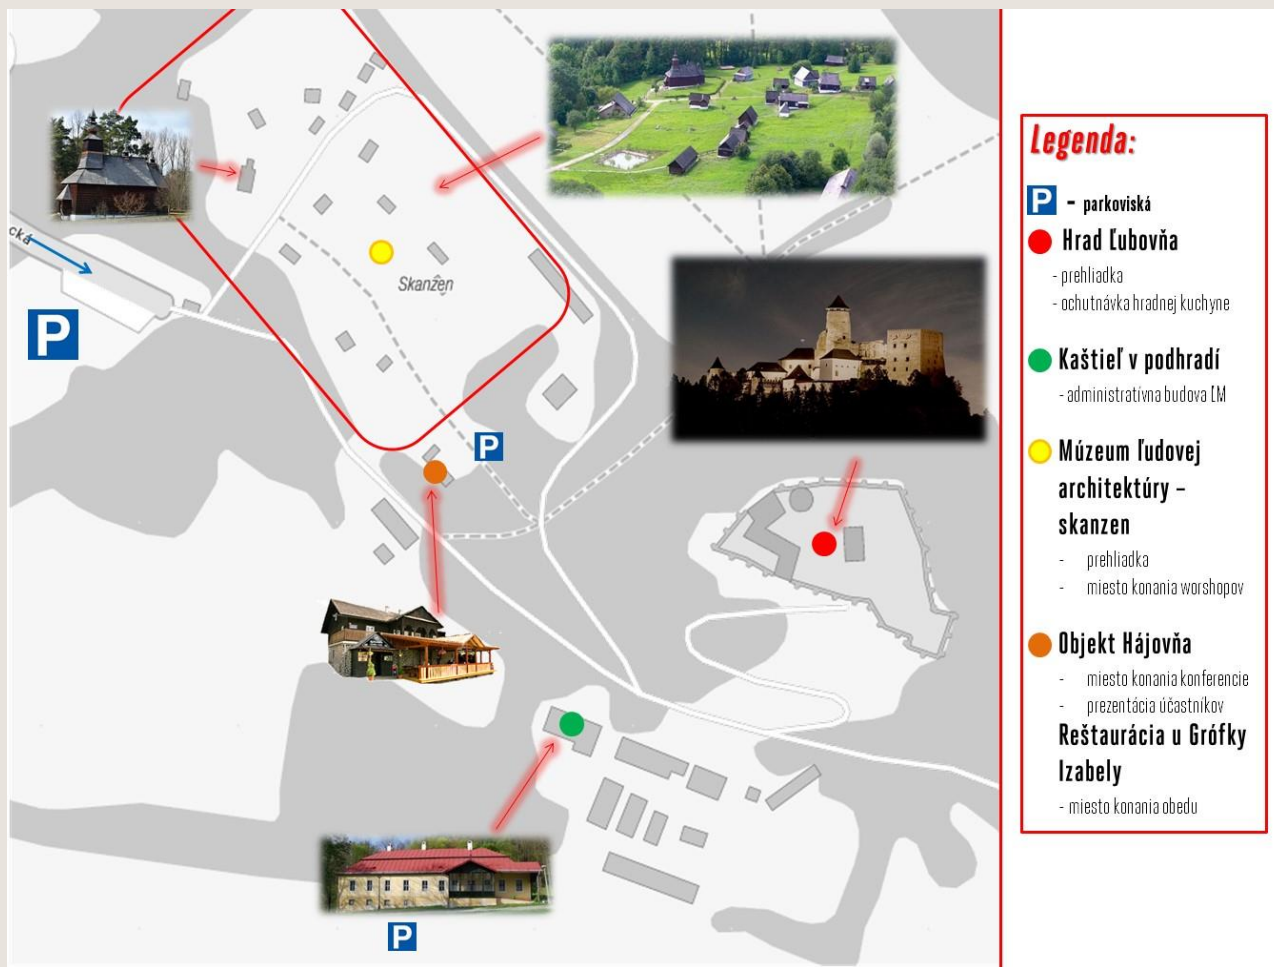 cká
P
Skanzen
P
P
Legenda:
P - parkoviská
Hrad Ľubovňa
- prehliadka
- ochutnávka hradnej kuchyne
Kaštieľ v podhradí
- administratívna budova ĽM
Múzeum ľudovej
architektúry –
skanzen
- prehliadka
- miesto konania worshopov
Objekt Hájovňa
- miesto konania konferencie
- prezentácia účastníkov
Reštaurácia u Grófky
Izabely
- miesto konania obedu